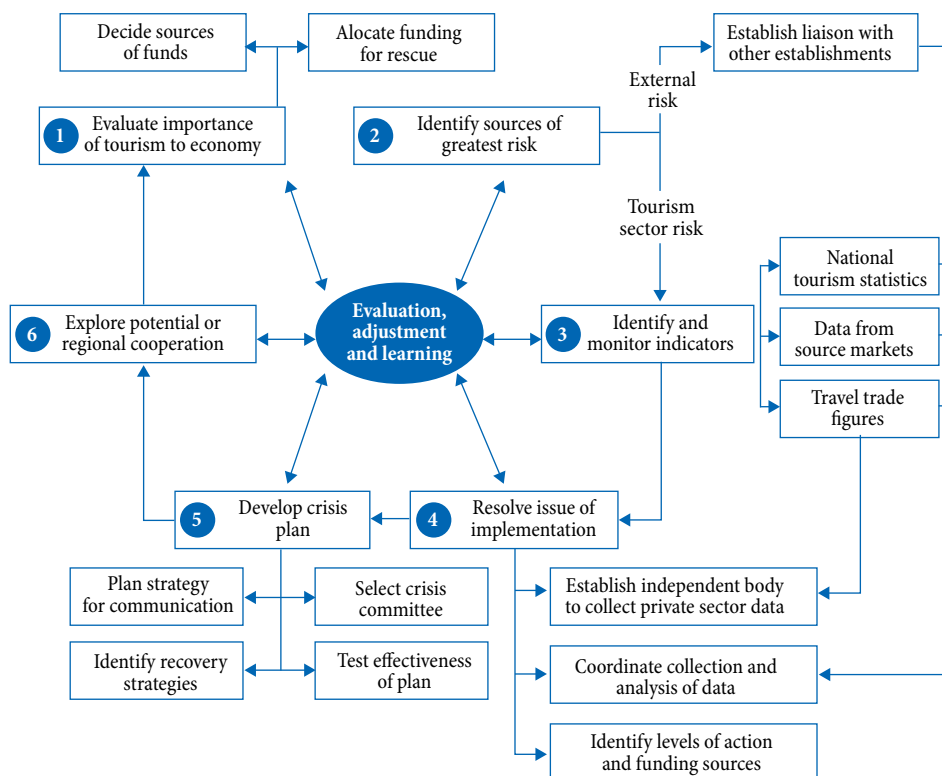 Decide sources
of funds
Alocate funding
for rescue
Establish liaison with
other establishments
External
risk
1
Evaluate importance
of tourism to economy
2
Identify sources of
greatest risk
Tourism
sector risk
National
tourism statistics
6
Explore potential or
regional cooperation
Evaluation,
adjustment
and learning
3
Identify and
monitor indicators
Data from
source markets
Travel trade
figures
5
Develop crisis
plan
4
Resolve issue of
implementation
Plan strategy
for communication
Select crisis
committee
Establish independent body
to collect private sector data
Identify recovery
strategies
Test effectiveness
of plan
Coordinate collection and
analysis of data
Identify levels of action
and funding sources